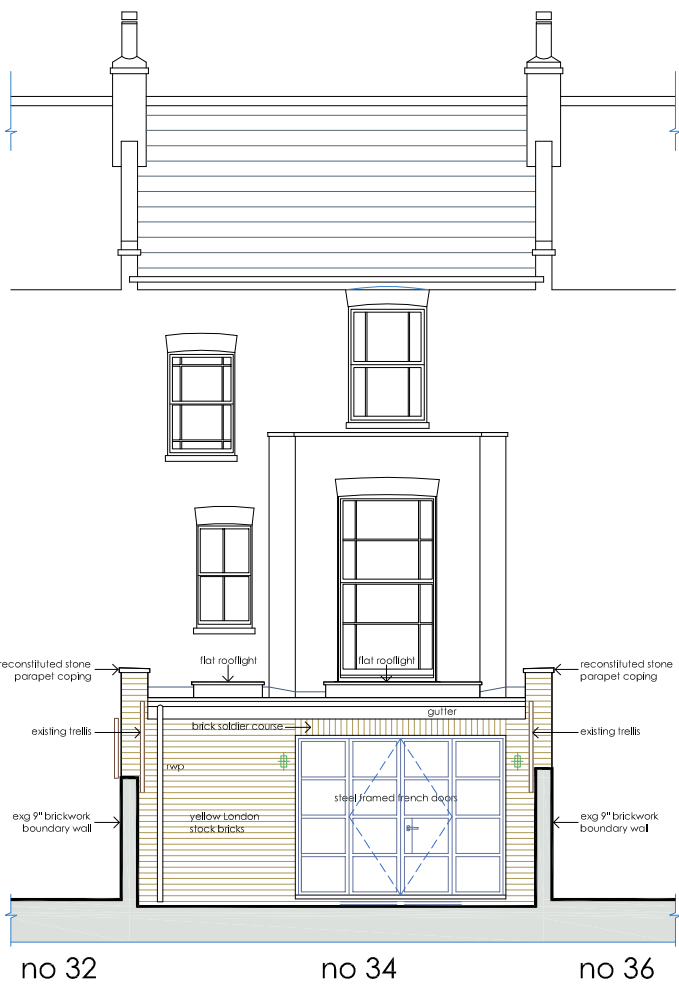 flat rooflight
flat rooflight
reconstituted stone
parapet coping
reconstituted stone
parapet coping
gutter
existing trellis
brick soldier course
existing trellis
rwp
steel framed french doors
exg 9" brickwork
boundary wall
yellow London
stock bricks
exg 9" brickwork
boundary wall
no 32
no 34
no 36